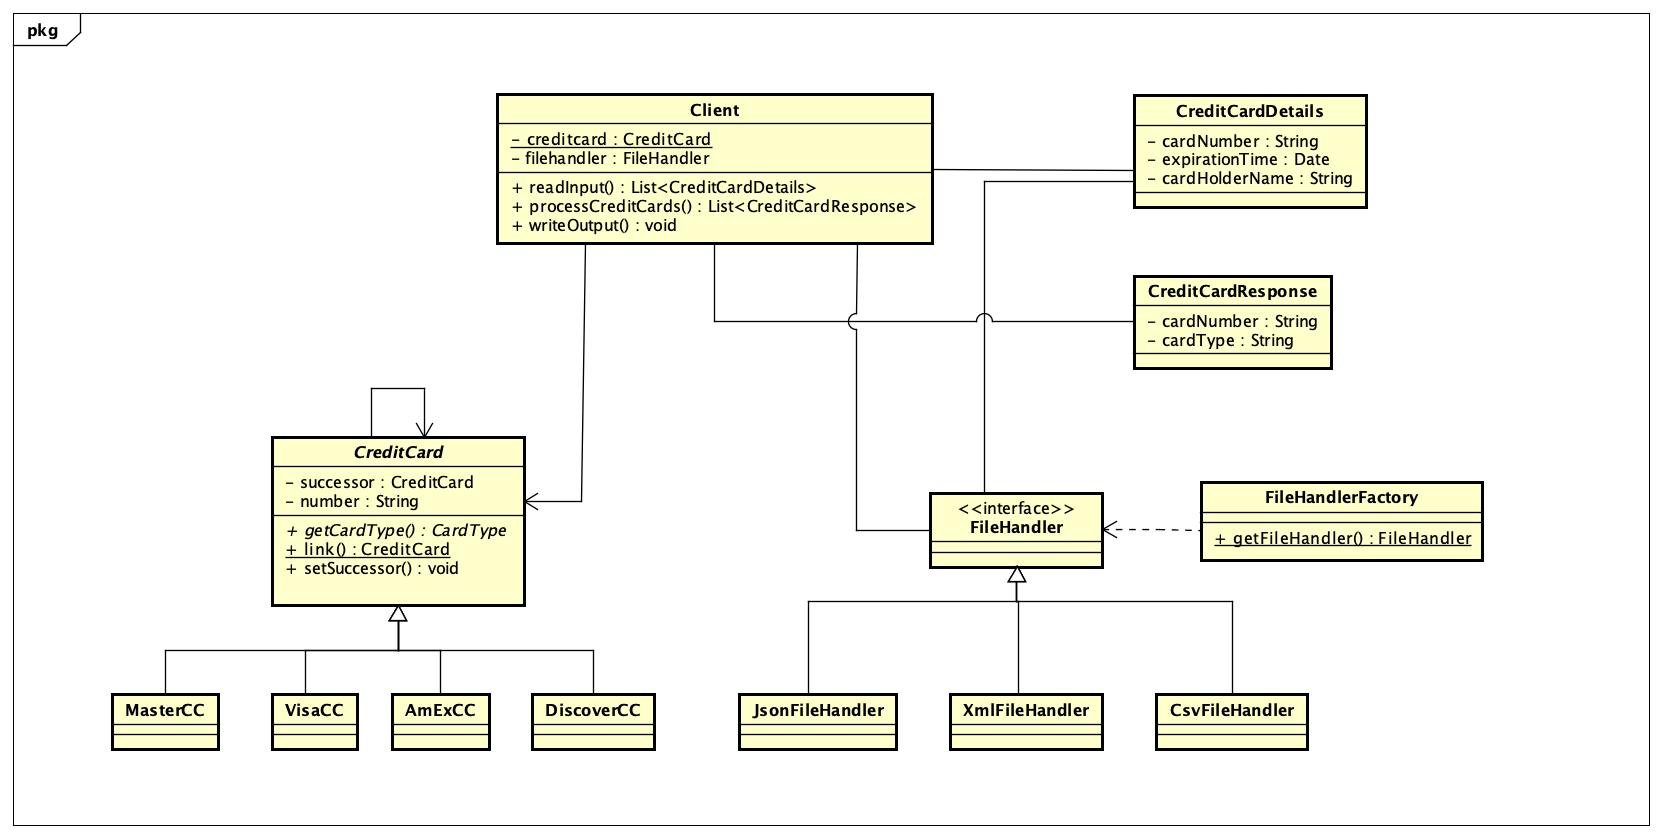 pkg
Client
- creditcard : CreditCard
- filehandler : FileHandler
+ readInput() : List<CreditCardDetails>
+ processCreditCards() : List<CreditCardResponse>
+ writeOutput() : void
CreditCardDetails
- cardNumber : String
- expirationTime : Date
- cardHolderName : String
CreditCardResponse
- cardNumber : String
- cardType : String
CreditCard
- successor : CreditCard
- number : String
+ getCardType() : CardType
+ link() : CreditCard
+ setSuccessor() : void
<<interface>>
FileHandler
FileHandlerFactory
+ getFileHandler() : FileHandler
MasterCC
VisaCC
AmExCC
DiscoverCC
JsonFileHandler
XmlFileHandler
CsvFileHandler